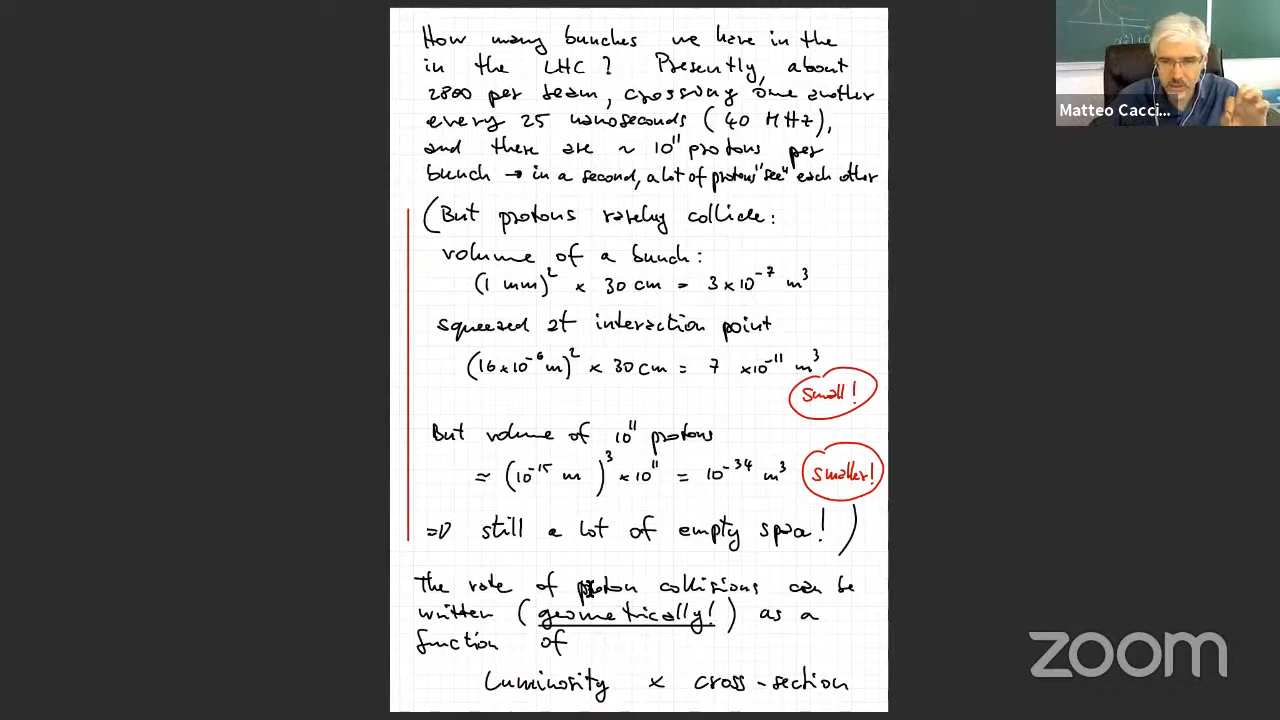 How many bunches we have in the
in the LHC? Presently, about
2800 per beam, crossing one another
every 25 nanoseconds (40 MHz),
and there are ~ 10¹¹ protons per
bunch → in a second, a lot of protons "see" each other
(But protons rarely collide:
volume of a bunch:
(1 mm)² × 30 cm = 3×10⁻⁷ m³
squeezed at interaction point
(16×10⁻⁶ m)² × 30 cm = 7 ×10⁻¹¹ m³
Small!
But volume of 10¹¹ protons
≈ (10⁻¹⁵ m)³ × 10¹¹ = 10⁻³⁴ m³
smaller!
⇒ still a lot of empty space!)
The rate of proton collisions can be
written (geometrically!) as a
function of
Luminosity × cross-section
Matteo Cacci...
zoom